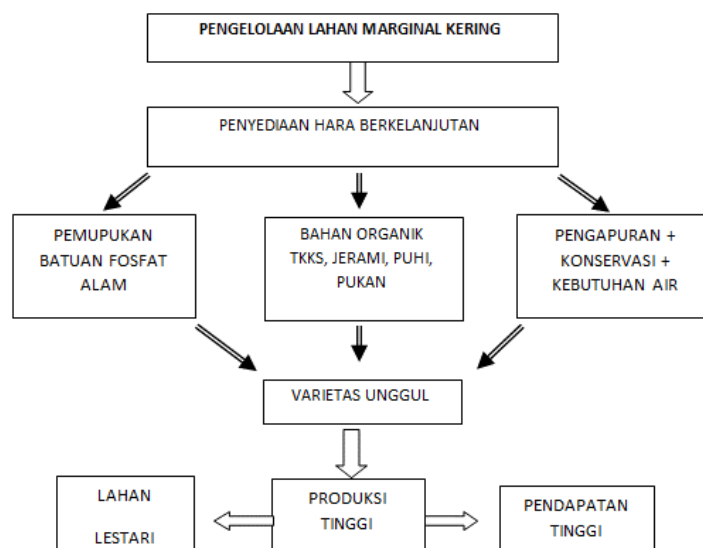 PENGELOLAAN LAHAN MARGINAL KERING
PENYEDIAAN HARA BERKELANJUTAN
PEMUPUKAN
BATUAN FOSFAT
ALAM
BAHAN ORGANIK
TKKS, JERAMI, PUHI,
PUKAN
PENGAPURAN +
KONSERVASI +
KEBUTUHAN AIR
VARIETAS UNGGUL
LAHAN
LESTARI
PRODUKSI
TINGGI
PENDAPATAN
TINGGI